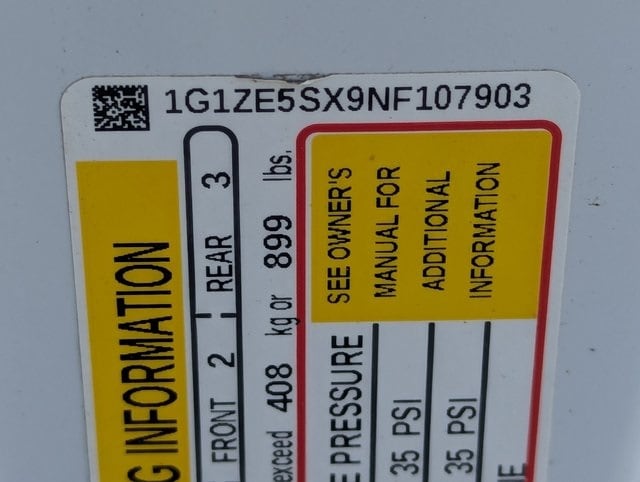 1G1ZE5SX9NF107903
G INFORMATION
FRONT 2 REAR 3
exceed 408 kg or 899 lbs.
E PRESSURE SEE OWNER'S
35 PSI MANUAL FOR
35 PSI ADDITIONAL
INFORMATION